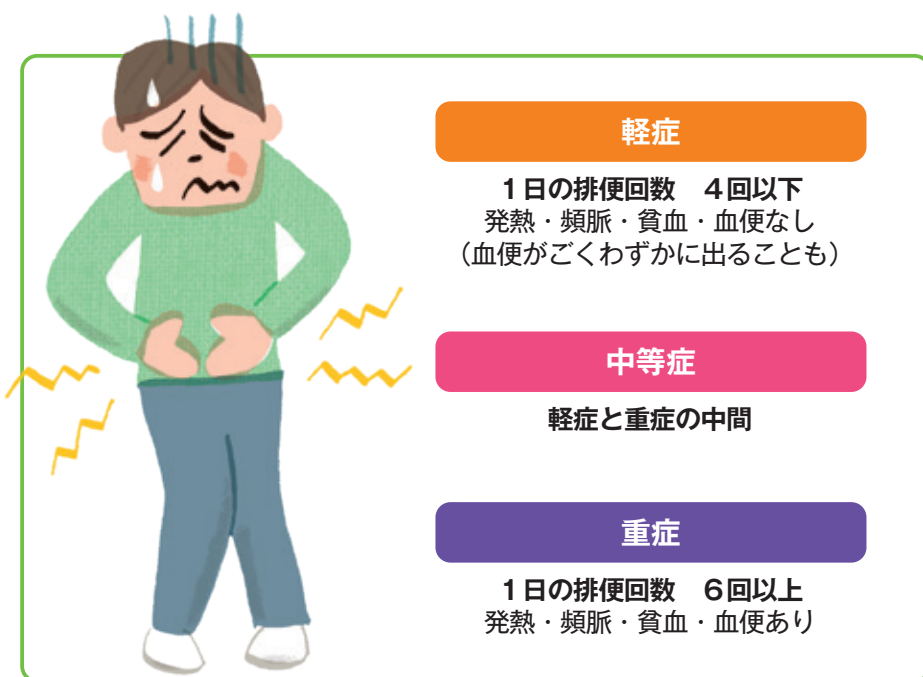 軽症
1日の排便回数　4回以下
発熱・頻脈・貧血・血便なし
（血便がごくわずかに出ることも）
中等症
軽症と重症の中間
重症
1日の排便回数　6回以上
発熱・頻脈・貧血・血便あり